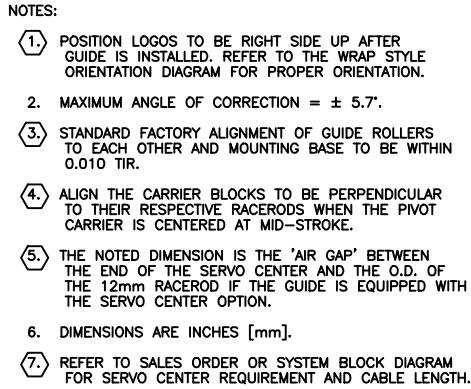 NOTES:
1. POSITION LOGOS TO BE RIGHT SIDE UP AFTER
GUIDE IS INSTALLED. REFER TO THE WRAP STYLE
ORIENTATION DIAGRAM FOR PROPER ORIENTATION.
2. MAXIMUM ANGLE OF CORRECTION = ± 5.7°.
3. STANDARD FACTORY ALIGNMENT OF GUIDE ROLLERS
TO EACH OTHER AND MOUNTING BASE TO BE WITHIN
0.010 TIR.
4. ALIGN THE CARRIER BLOCKS TO BE PERPENDICULAR
TO THEIR RESPECTIVE RACERODS WHEN THE PIVOT
CARRIER IS CENTERED AT MID-STROKE.
5. THE NOTED DIMENSION IS THE 'AIR GAP' BETWEEN
THE END OF THE SERVO CENTER AND THE O.D. OF
THE 12mm RACEROD IF THE GUIDE IS EQUIPPED WITH
THE SERVO CENTER OPTION.
6. DIMENSIONS ARE INCHES [mm].
7. REFER TO SALES ORDER OR SYSTEM BLOCK DIAGRAM
FOR SERVO CENTER REQUIREMENT AND CABLE LENGTH.